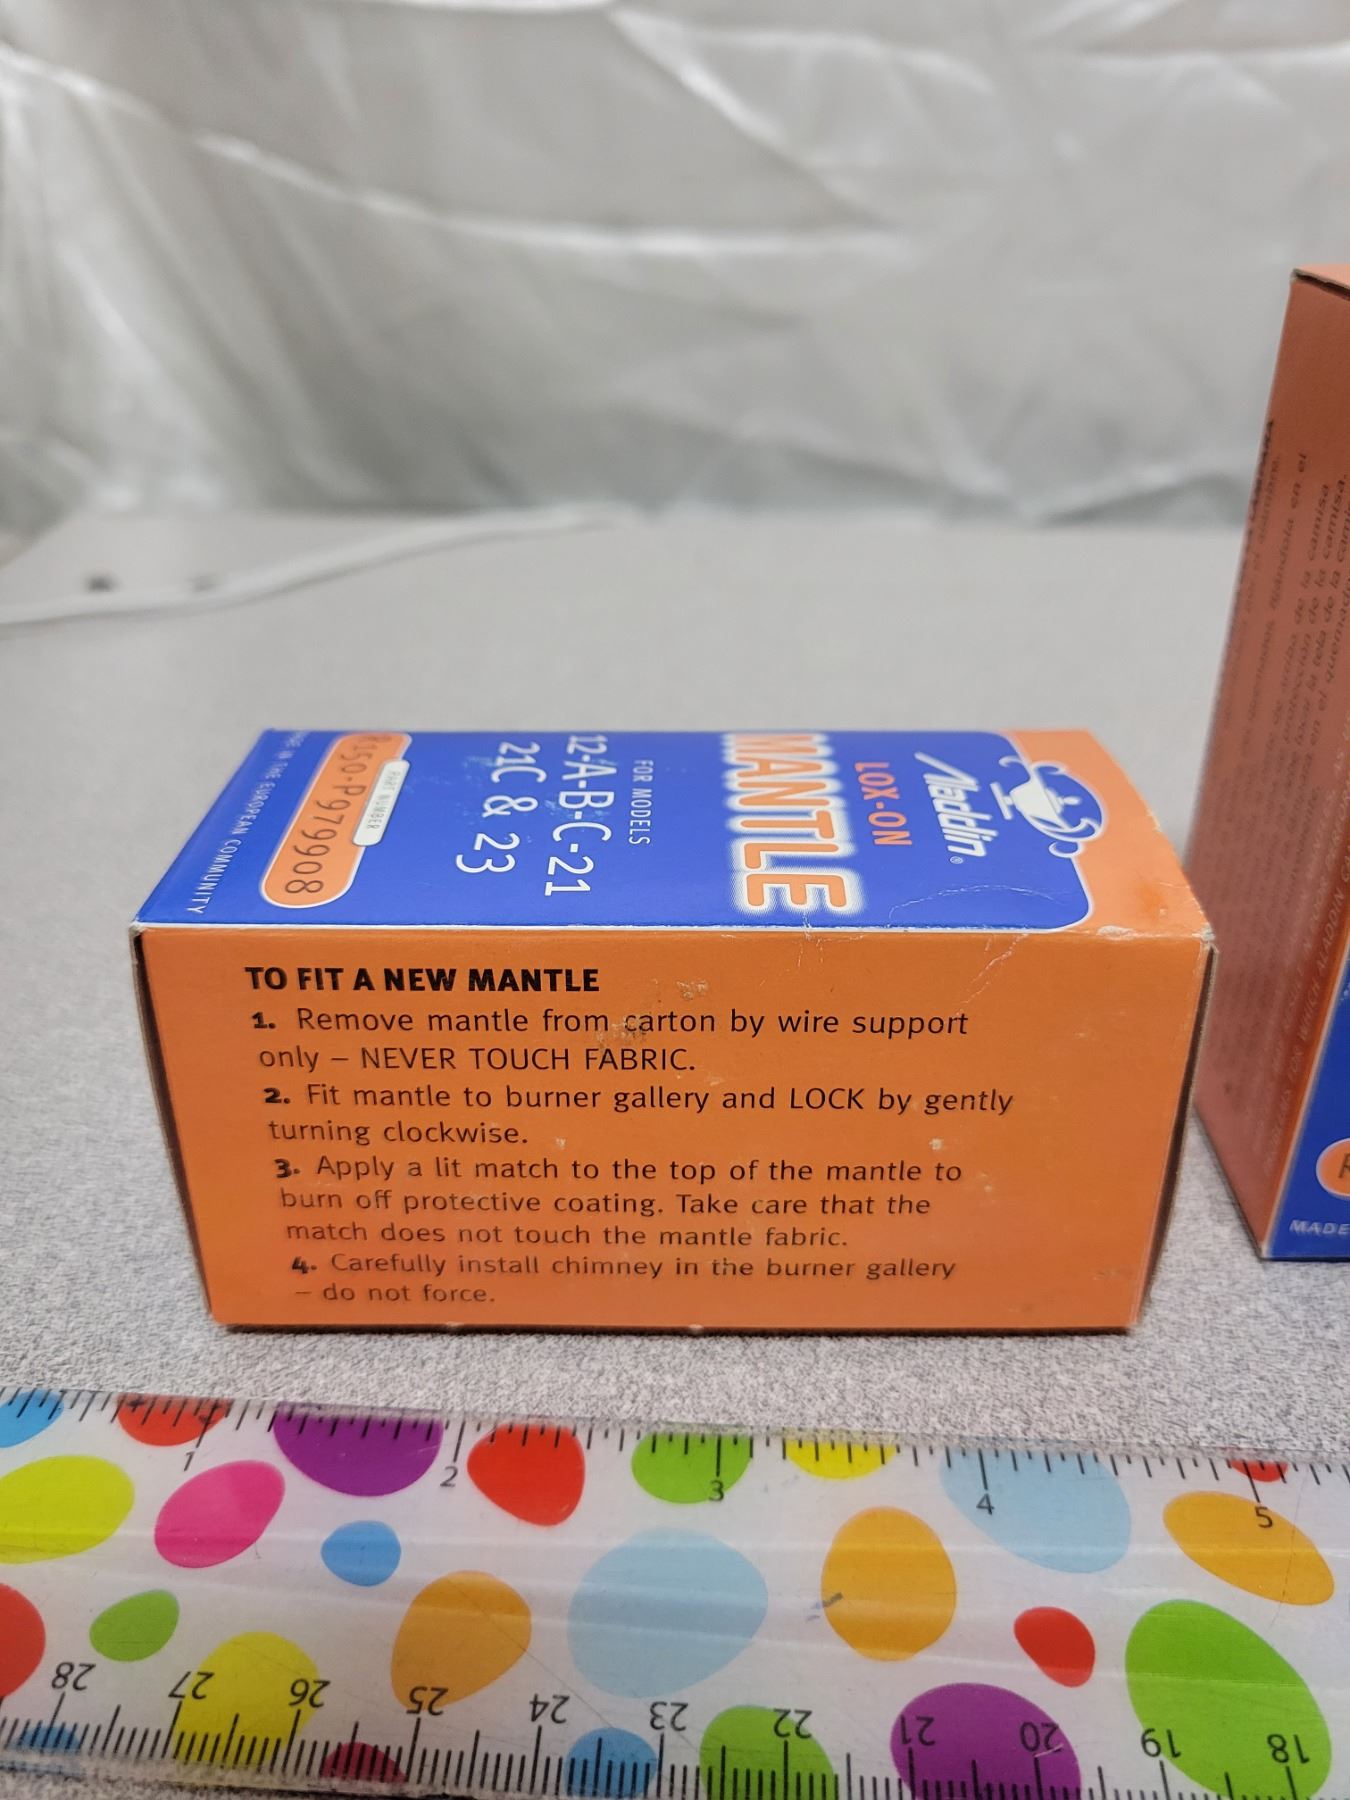 Aladdin®
LOX-ON
MANTLE
FOR MODELS
12-A-B-C-21
21C & 23
PART NUMBER
R150-P979908
MADE IN THE EUROPEAN COMMUNITY
TO FIT A NEW MANTLE
1. Remove mantle from carton by wire support
only – NEVER TOUCH FABRIC.
2. Fit mantle to burner gallery and LOCK by gently
turning clockwise.
3. Apply a lit match to the top of the mantle to
burn off protective coating. Take care that the
match does not touch the mantle fabric.
4. Carefully install chimney in the burner gallery
– do not force.
MADE
R
1 2 3 4 5
28 27 26 25 24 23 22 21 20 19 18